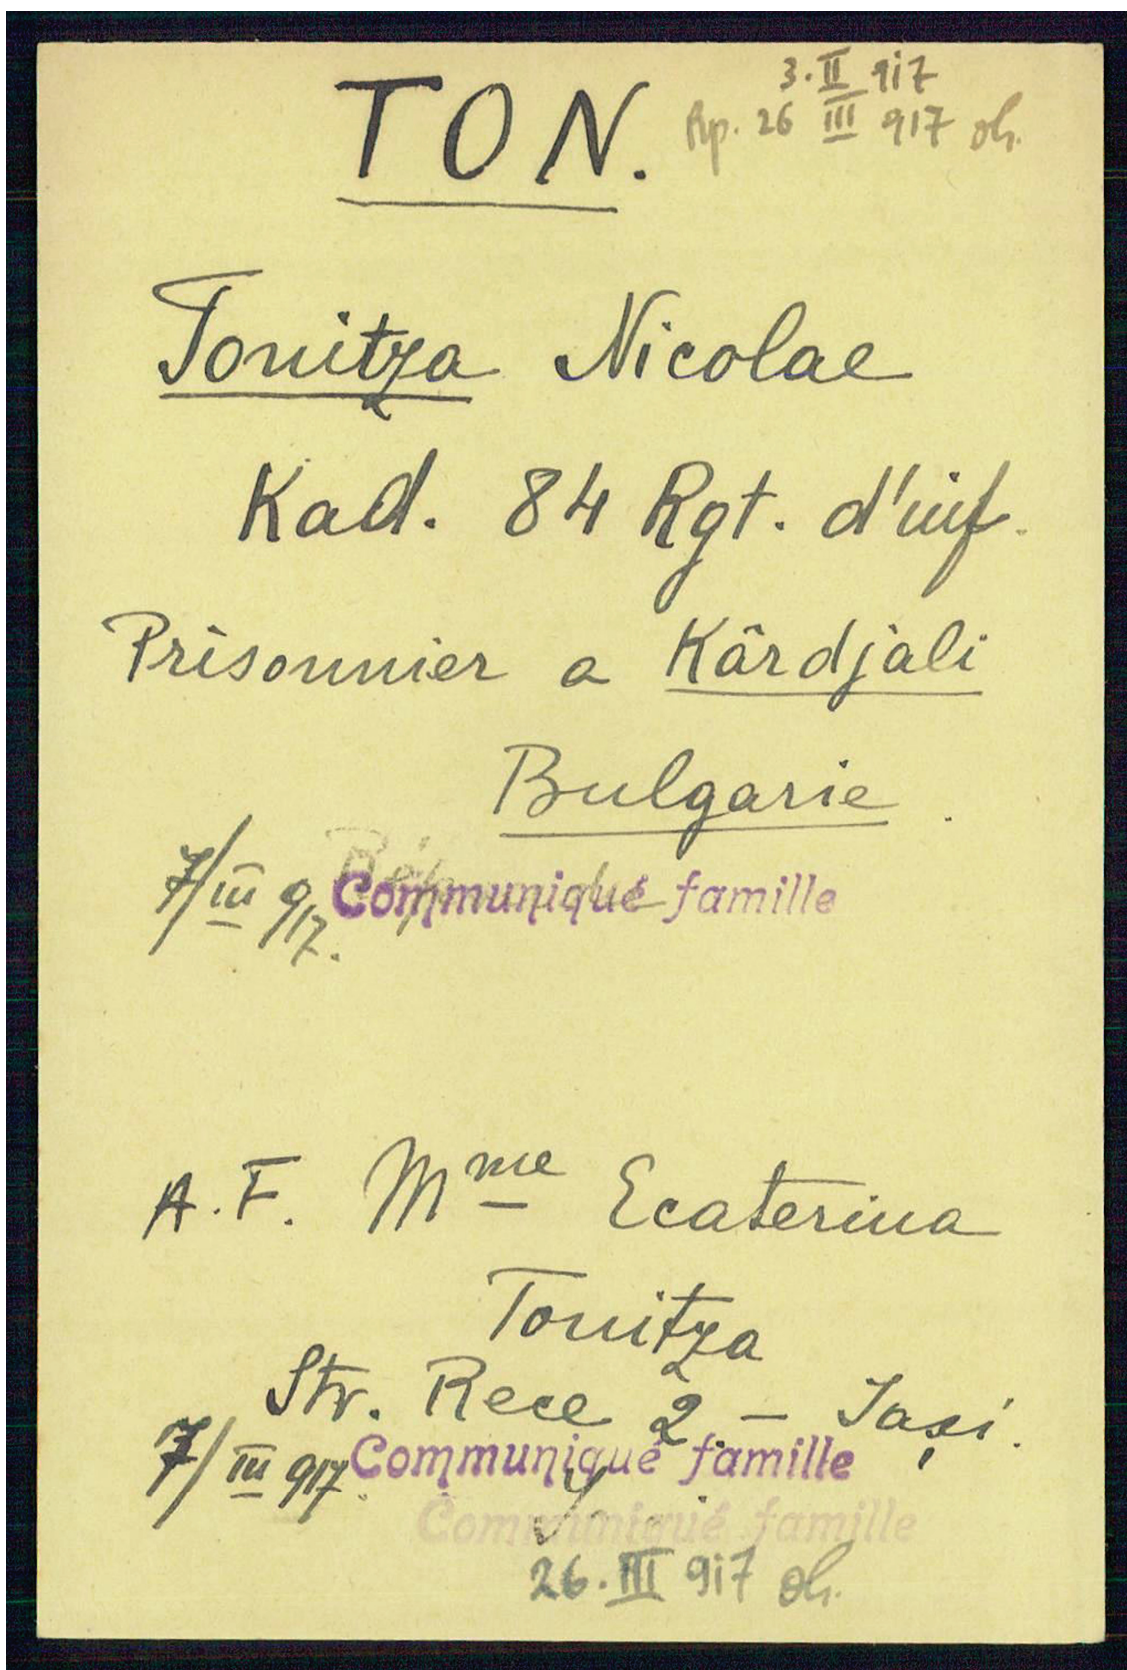 3. II 917
TON.
Rp. 26 III 917 oh.
Tonitza Nicolae
Kad. 84 Rgt. d'inf.
Prisonnier a Kârdjali
Bulgarie
7/III 917. Communiqué famille
A. F. Mme Ecaterina
Tonitza
Str. Rece 2 – Iași.
7/III 917. Communiqué famille
Communiqué famille
26. III 917 oh.